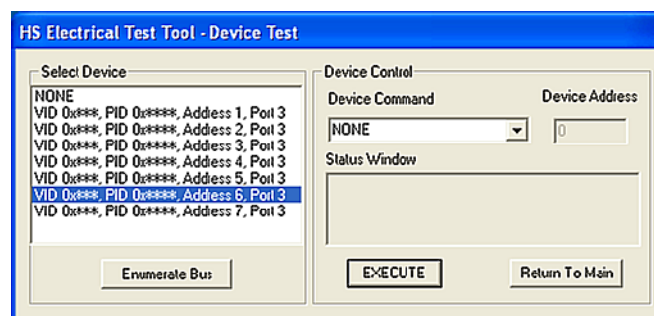 HS Electrical Test Tool - Device Test
Select Device
NONE
VID 0x***, PID 0x****, Address 1, Port 3
VID 0x***, PID 0x****, Address 2, Port 3
VID 0x***, PID 0x****, Address 3, Port 3
VID 0x***, PID 0x****, Address 4, Port 3
VID 0x***, PID 0x****, Address 5, Port 3
VID 0x***, PID 0x****, Address 6, Port 3
VID 0x***, PID 0x****, Address 7, Port 3
Enumerate Bus
Device Control
Device Command
Device Address
NONE
0
Status Window
EXECUTE
Return To Main